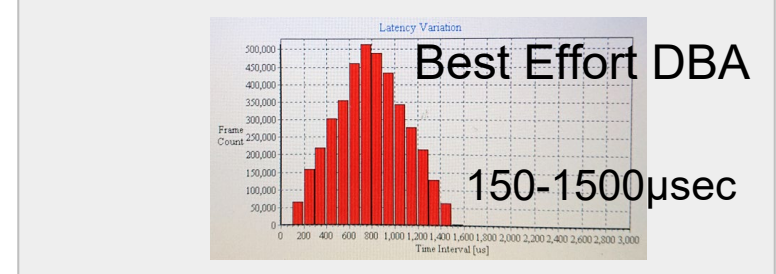 Latency Variation
Best Effort DBA
500,000
450,000
400,000
350,000
300,000
250,000
200,000
150,000
100,000
50,000
0
Frame
Count
150-1500µsec
0 200 400 600 800 1,000 1,200 1,400 1,600 1,800 2,000 2,200 2,400 2,600 2,800 3,000
Time Interval [us]